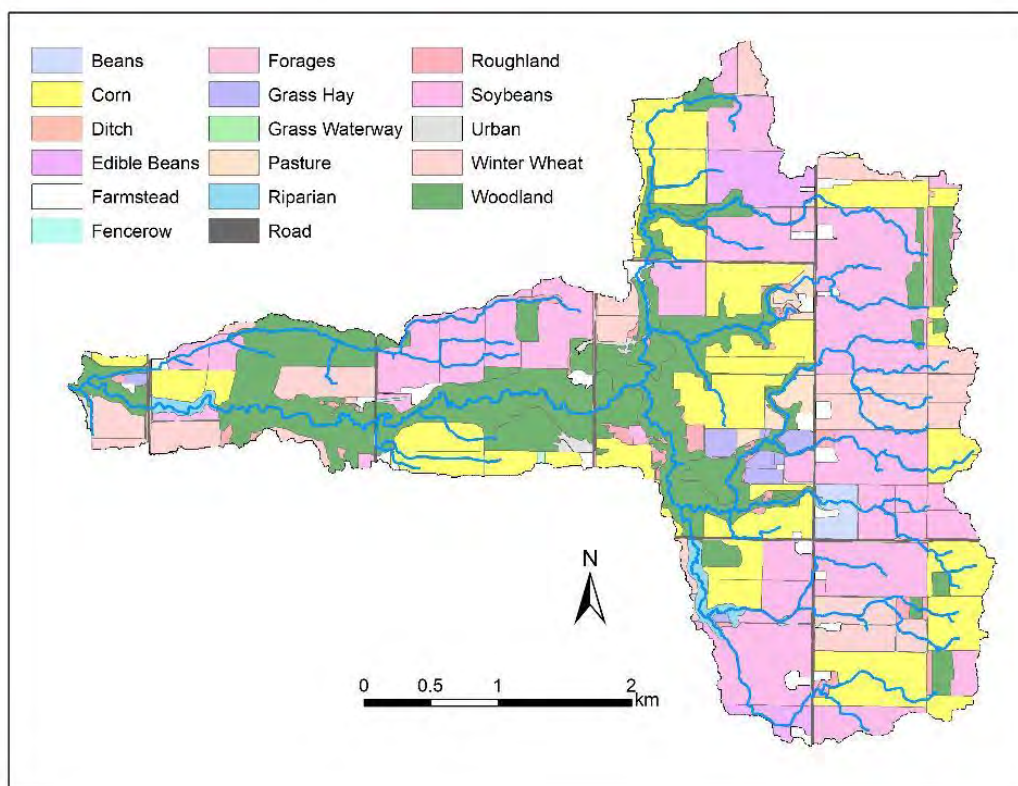 Beans
Forages
Roughland
Corn
Grass Hay
Soybeans
Ditch
Grass Waterway
Urban
Edible Beans
Pasture
Winter Wheat
Farmstead
Riparian
Woodland
Fencerow
Road
N
0 0.5 1 2
km